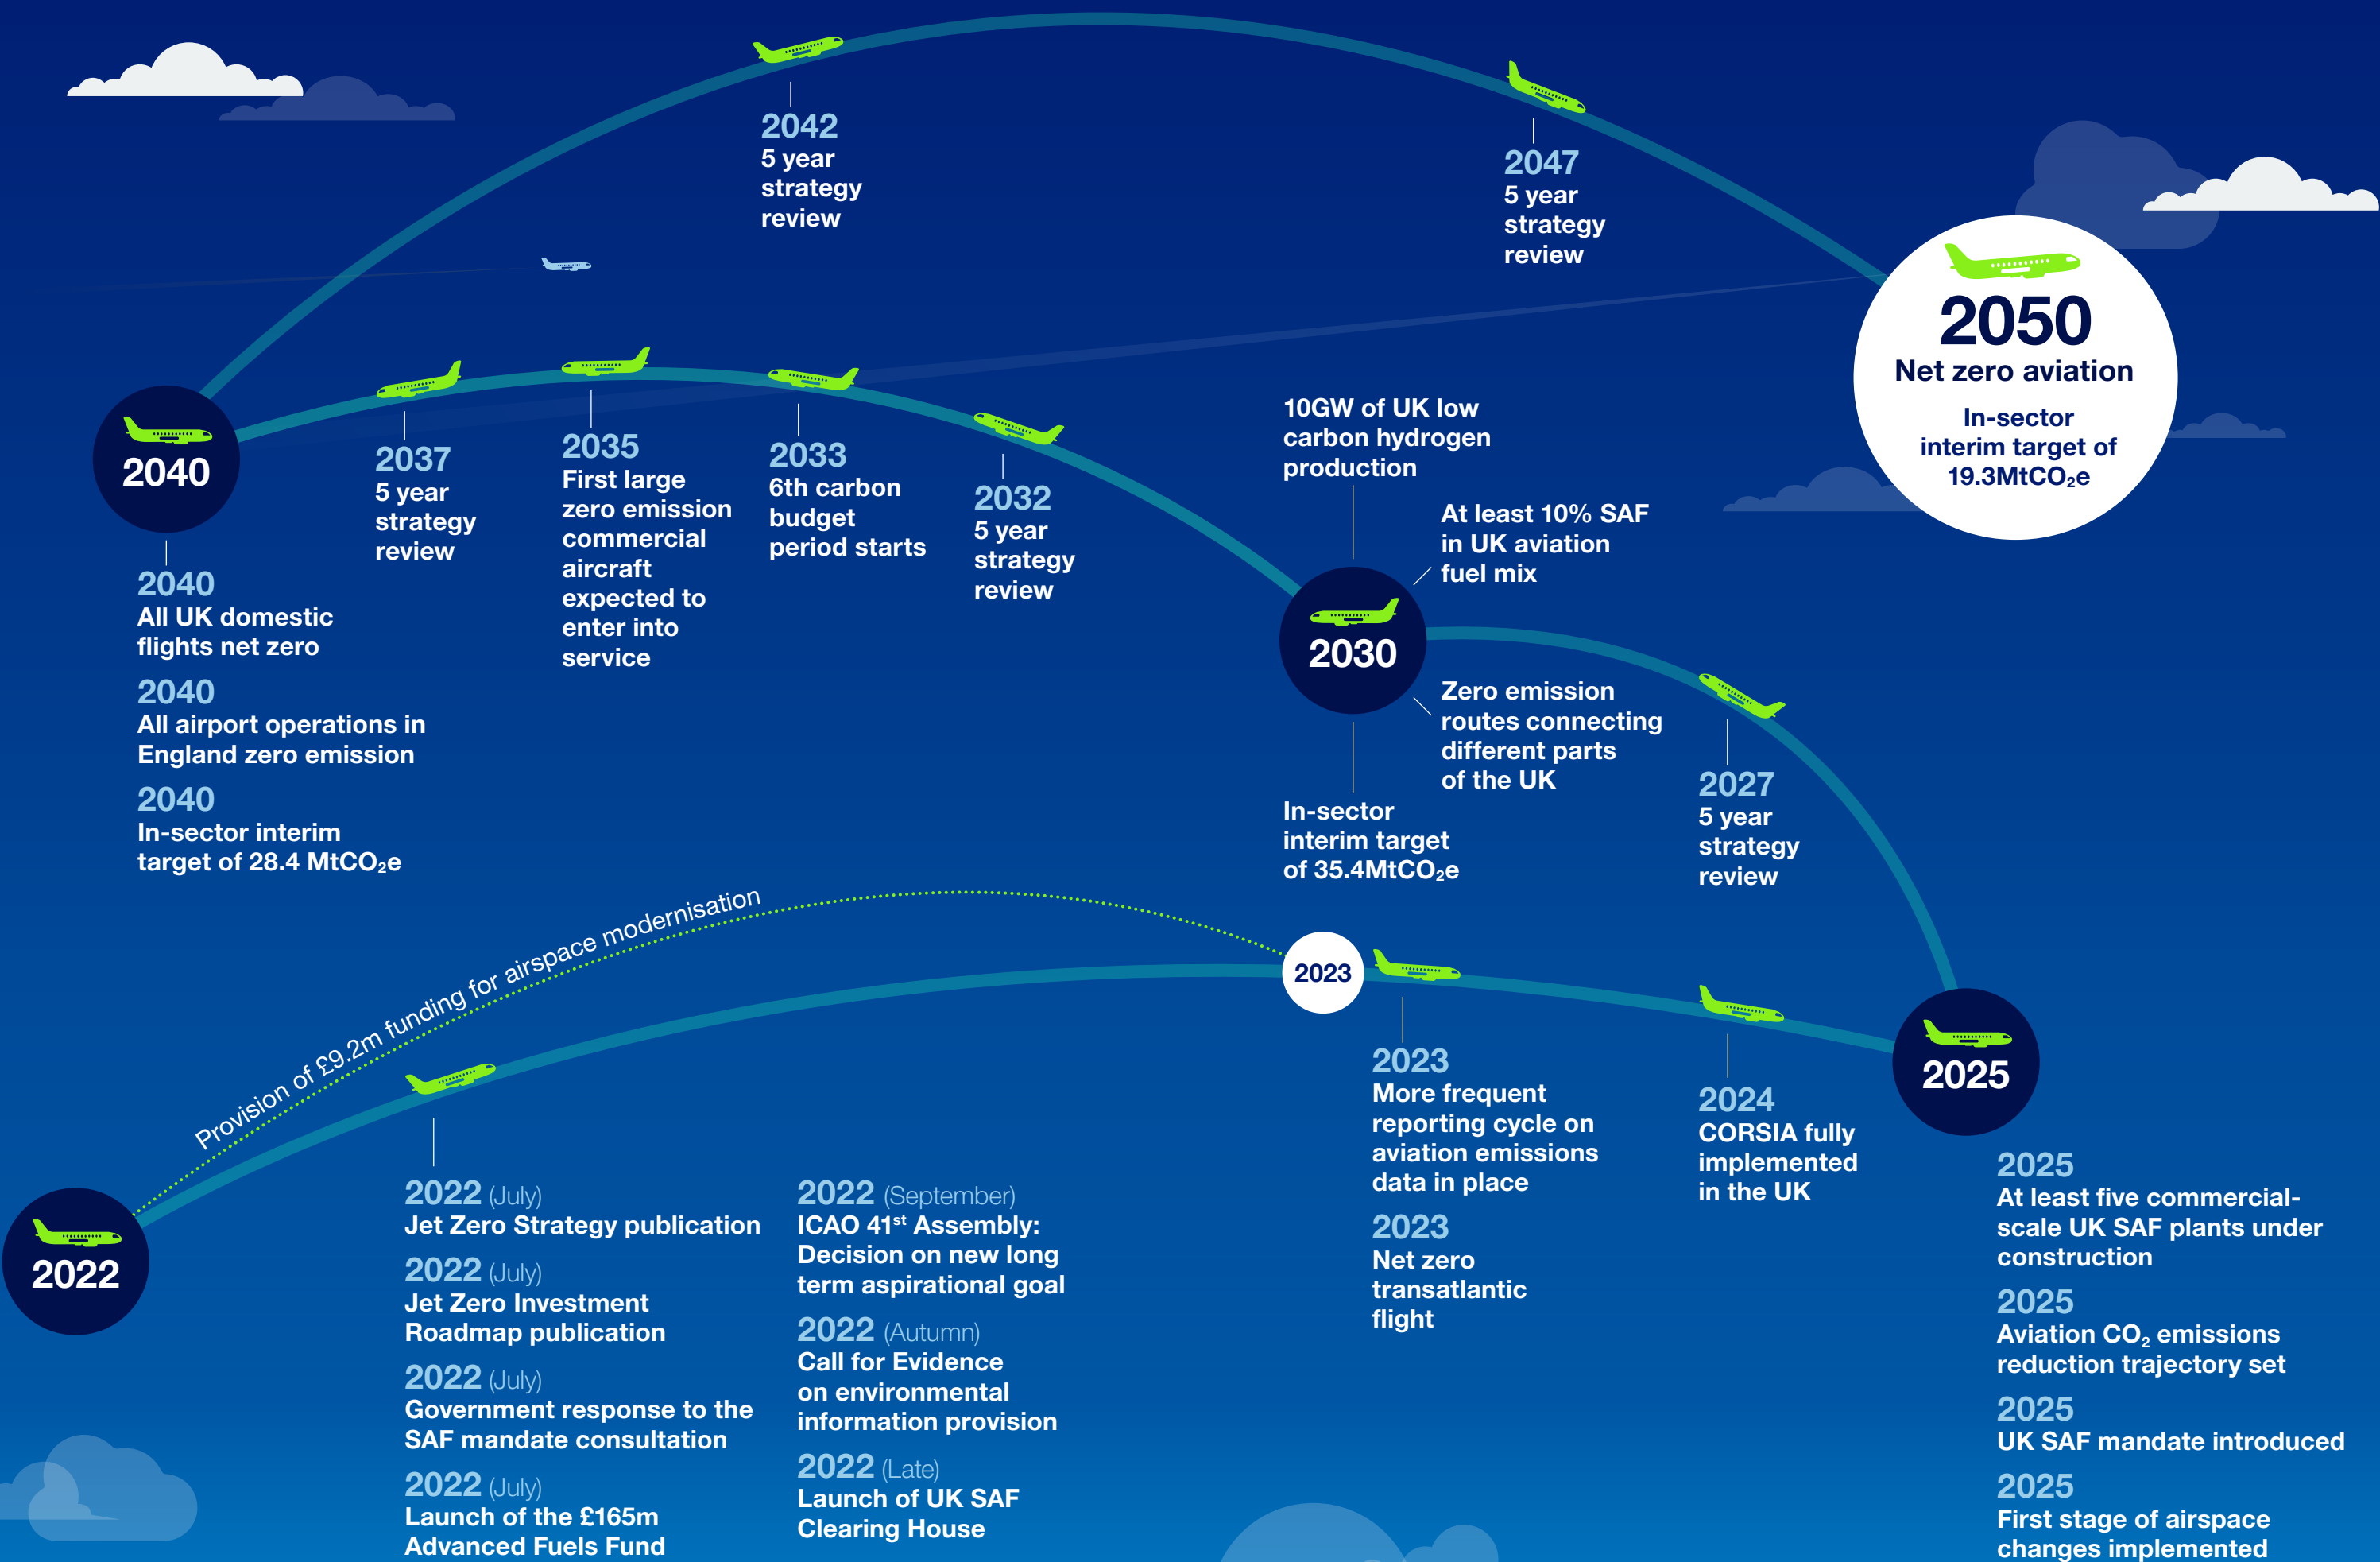 2022
Provision of £9.2m funding for airspace modernisation
2022 (July)
Jet Zero Strategy publication
2022 (July)
Jet Zero Investment
Roadmap publication
2022 (July)
Government response to the
SAF mandate consultation
2022 (July)
Launch of the £165m
Advanced Fuels Fund
2022 (September)
ICAO 41st Assembly:
Decision on new long
term aspirational goal
2022 (Autumn)
Call for Evidence
on environmental
information provision
2022 (Late)
Launch of UK SAF
Clearing House
2023
2023
More frequent
reporting cycle on
aviation emissions
data in place
2023
Net zero
transatlantic
flight
2024
CORSIA fully
implemented
in the UK
2025
2025
At least five commercial-
scale UK SAF plants under
construction
2025
Aviation CO₂ emissions
reduction trajectory set
2025
UK SAF mandate introduced
2025
First stage of airspace
changes implemented
2027
5 year
strategy
review
2030
10GW of UK low
carbon hydrogen
production
At least 10% SAF
in UK aviation
fuel mix
Zero emission
routes connecting
different parts
of the UK
In-sector
interim target
of 35.4MtCO₂e
2032
5 year
strategy
review
2033
6th carbon
budget
period starts
2035
First large
zero emission
commercial
aircraft
expected to
enter into
service
2037
5 year
strategy
review
2040
2040
All UK domestic
flights net zero
2040
All airport operations in
England zero emission
2040
In-sector interim
target of 28.4 MtCO₂e
2042
5 year
strategy
review
2047
5 year
strategy
review
2050
Net zero aviation
In-sector
interim target of
19.3MtCO₂e